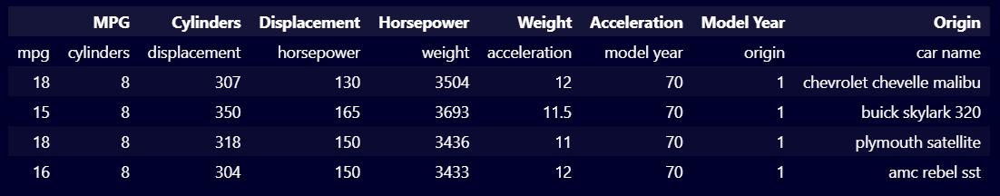 MPG Cylinders Displacement Horsepower Weight Acceleration Model Year Origin
mpg cylinders displacement horsepower weight acceleration model year origin car name
18 8 307 130 3504 12 70 1 chevrolet chevelle malibu
15 8 350 165 3693 11.5 70 1 buick skylark 320
18 8 318 150 3436 11 70 1 plymouth satellite
16 8 304 150 3433 12 70 1 amc rebel sst